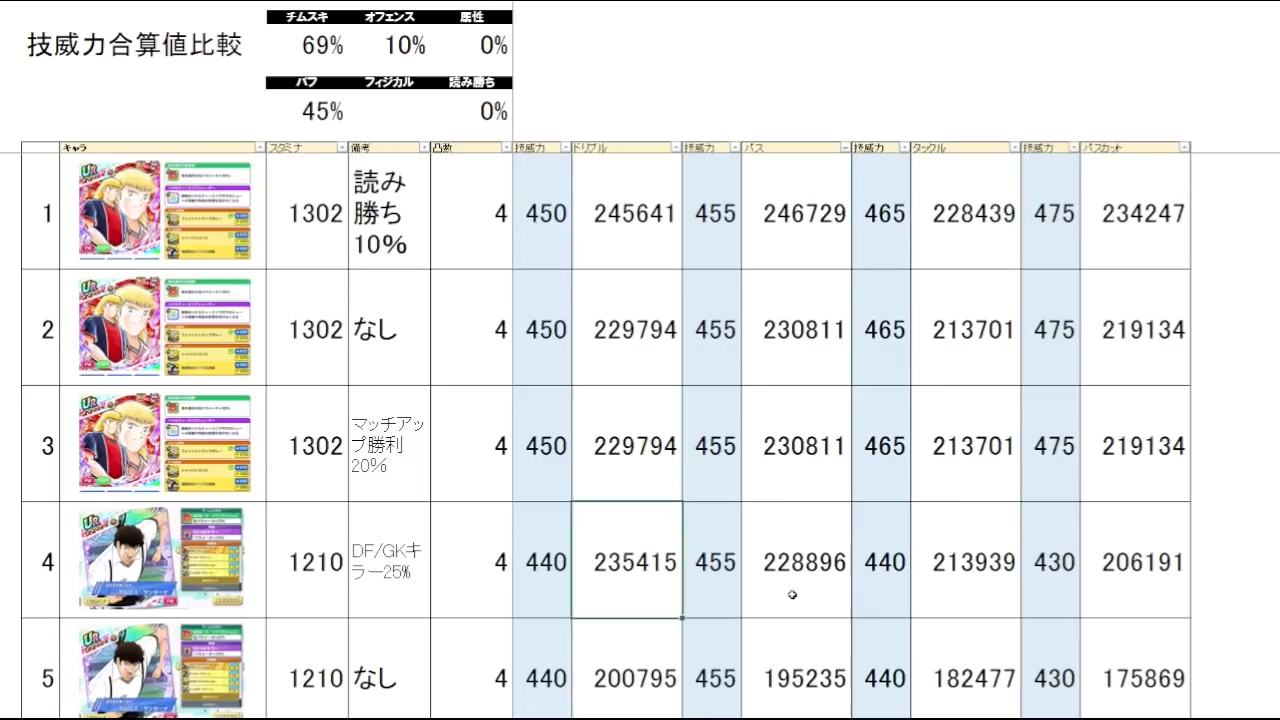 チムスキ オフェンス 属性
技威力合算値比較 69% 10% 0%
バフ フィジカル 読み勝ち
45% 0%
キャラ スタミナ 備考 凸数 技威力 ドリブル 技威力 パス 技威力 タックル 技威力 パスカット
1 UR 1302 読み
勝ち
10% 4 450 245641 455 246729 465 228439 475 234247
2 UR 1302 なし 4 450 229794 455 230811 465 213701 475 219134
3 UR 1302 マッチアッ
プ勝利
20% 4 450 229794 455 230811 465 213701 475 219134
4 UR 1210 DF/GKキ
ラー25% 4 440 235415 455 228896 440 213939 430 206191
5 UR 1210 なし 4 440 200795 455 195235 440 182477 430 175869